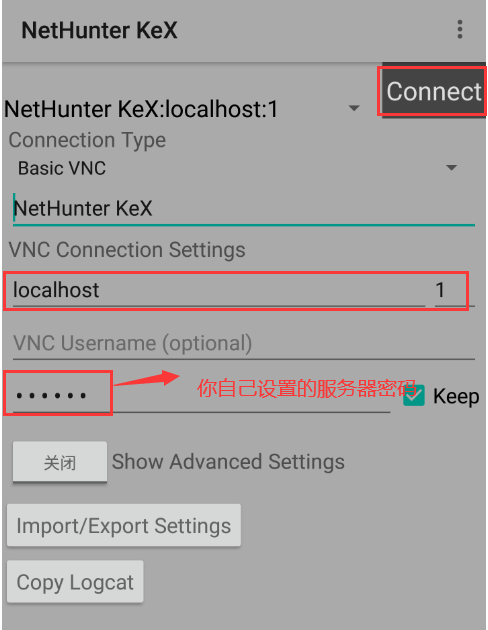 NetHunter KeX
Connect
NetHunter KeX:localhost:1
Connection Type
Basic VNC
NetHunter KeX
VNC Connection Settings
localhost 1
VNC Username (optional)
••••••
你自己设置的服务器密码
Keep
关闭 Show Advanced Settings
Import/Export Settings
Copy Logcat